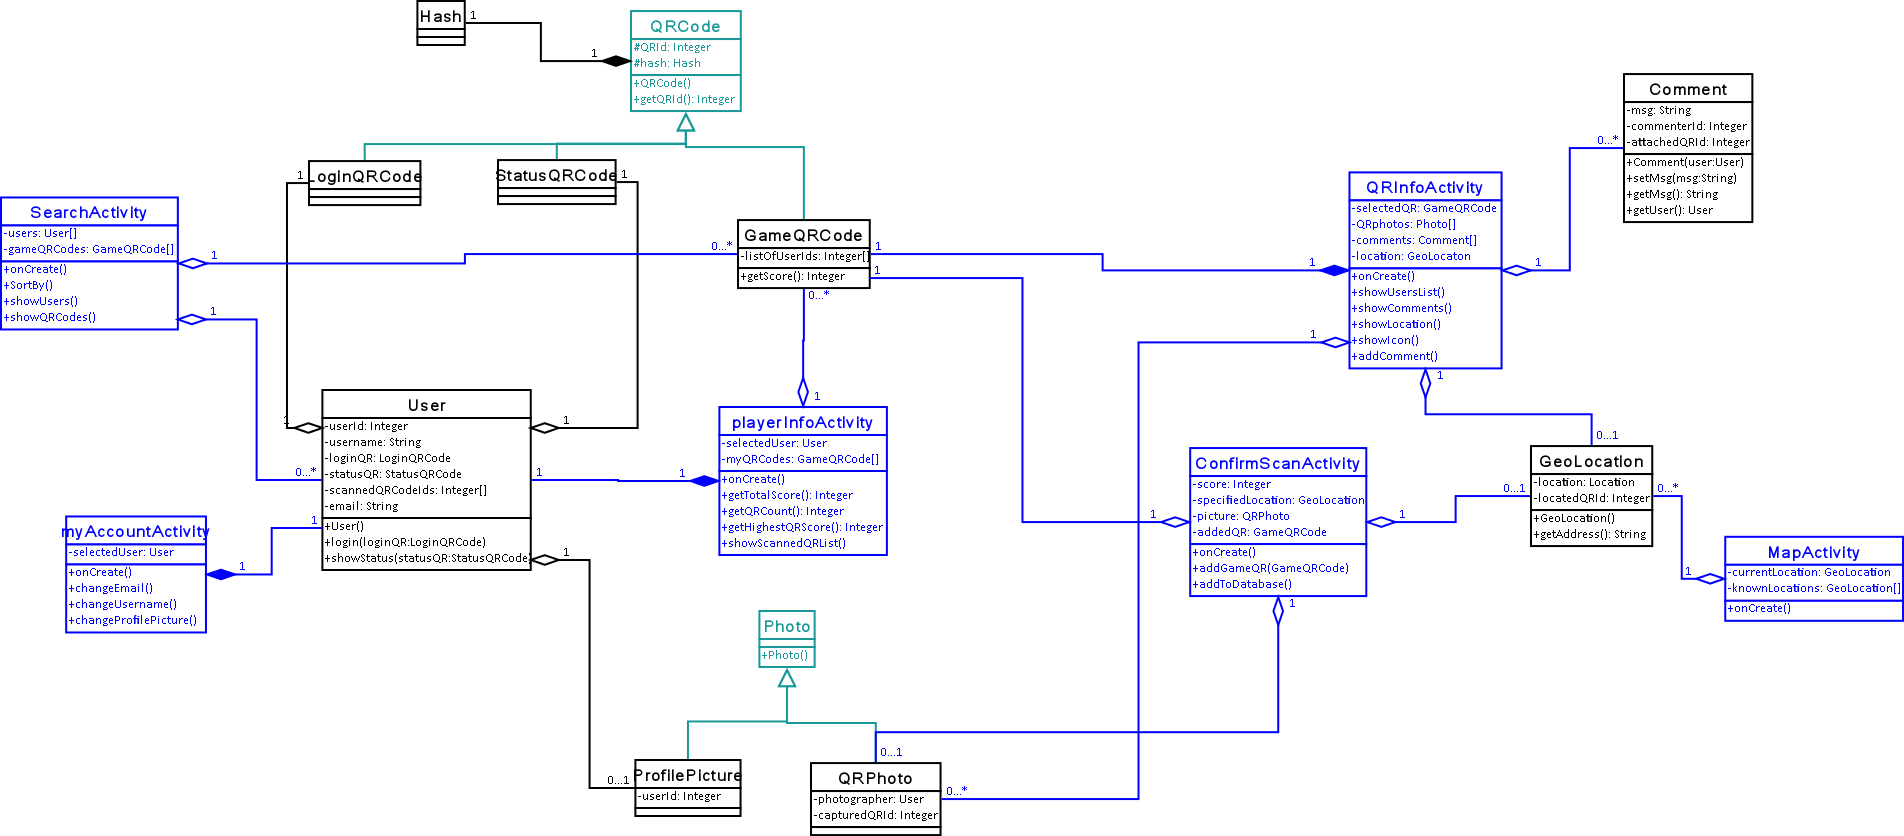 Hash
1
1
QRCode
#QRId: Integer
#hash: Hash
+QRCode()
+getQRId(): Integer
LoginQRCode
1
StatusQRCode
1
SearchActivity
-users: User[]
-gameQRCodes: GameQRCode[]
+onCreate()
+SortBy()
+showUsers()
+showQRCodes()
1
1
GameQRCode
-listOfUserIds: Integer[]
+getScore(): Integer
0...*
1
1
0...*
QRInfoActivity
-selectedQR: GameQRCode
-QRphotos: Photo[]
-comments: Comment[]
-location: GeoLocaton
+onCreate()
+showUsersList()
+showComments()
+showLocation()
+showIcon()
+addComment()
1
1
1
1
Comment
-msg: String
-commenterId: Integer
-attachedQRId: Integer
+Comment(user:User)
+setMsg(msg:String)
+getMsg(): String
+getUser(): User
0...*
User
-userId: Integer
-username: String
-loginQR: LoginQRCode
-statusQR: StatusQRCode
-scannedQRCodeIds: Integer[]
-email: String
+User()
+login(loginQR:LoginQRCode)
+showStatus(statusQR:StatusQRCode)
1
1
0...*
1
1
1
playerInfoActivity
-selectedUser: User
-myQRCodes: GameQRCode[]
+onCreate()
+getTotalScore(): Integer
+getQRCount(): Integer
+getHighestQRScore(): Integer
+showScannedQRList()
1
1
ConfirmScanActivity
-score: Integer
-specifiedLocation: GeoLocation
-picture: QRPhoto
-addedQR: GameQRCode
+onCreate()
+addGameQR(GameQRCode)
+addToDatabase()
1
1
1
GeoLocation
-location: Location
-locatedQRId: Integer
+GeoLocation()
+getAddress(): String
0...1
0...1
0...*
myAccountActivity
-selectedUser: User
+onCreate()
+changeEmail()
+changeUsername()
+changeProfilePicture()
1
MapActivity
-currentLocation: GeoLocation
-knownLocations: GeoLocation[]
+onCreate()
1
Photo
+Photo()
ProfilePicture
-userId: Integer
0...1
QRPhoto
-photographer: User
-capturedQRId: Integer
0...1
0...*